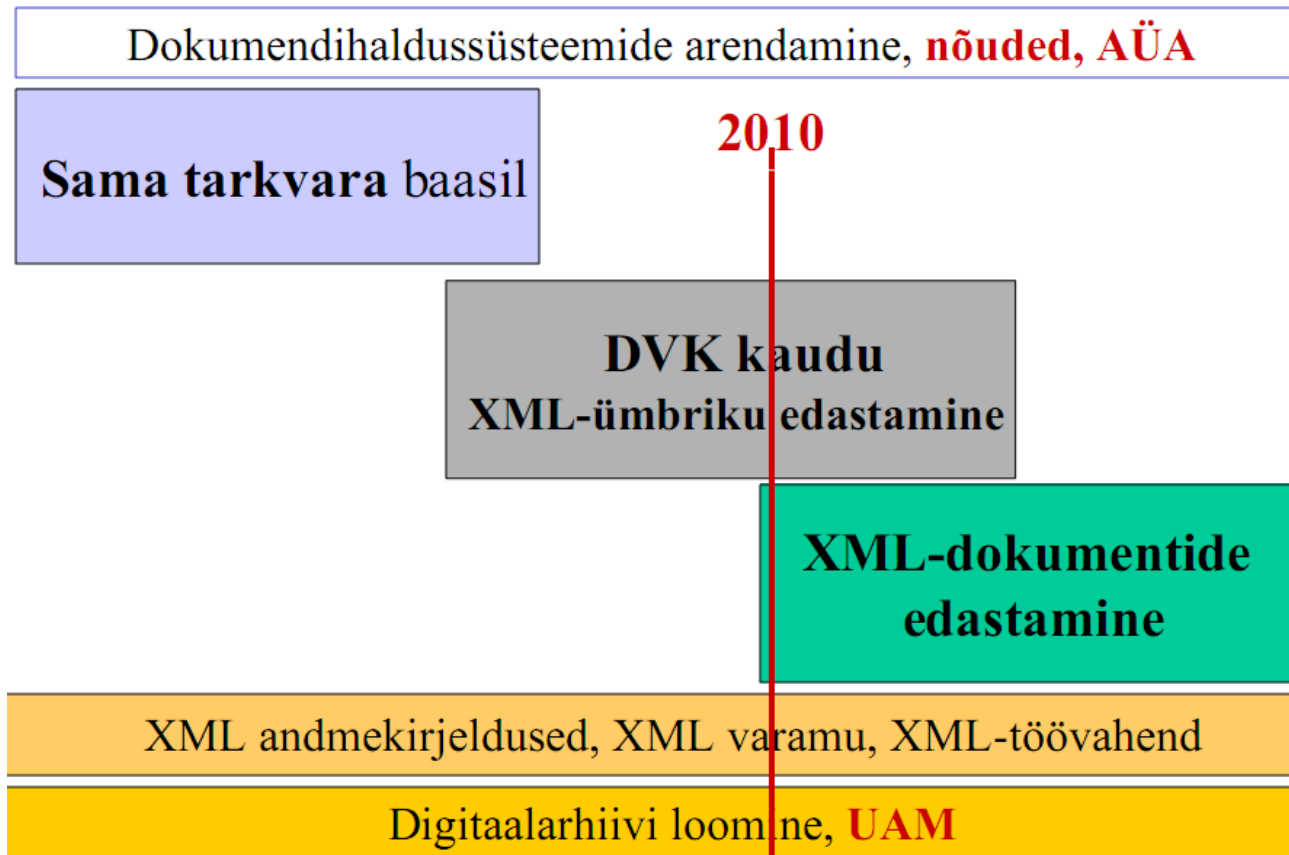 Dokumendihaldussüsteemide arendamine, nõuded, AÜA
2010
Sama tarkvara baasil
DVK kaudu
XML-ümbriku edastamine
XML-dokumentide
edastamine
XML andmekirjeldused, XML varamu, XML-töövahend
Digitaalarhiivi loomine, UAM